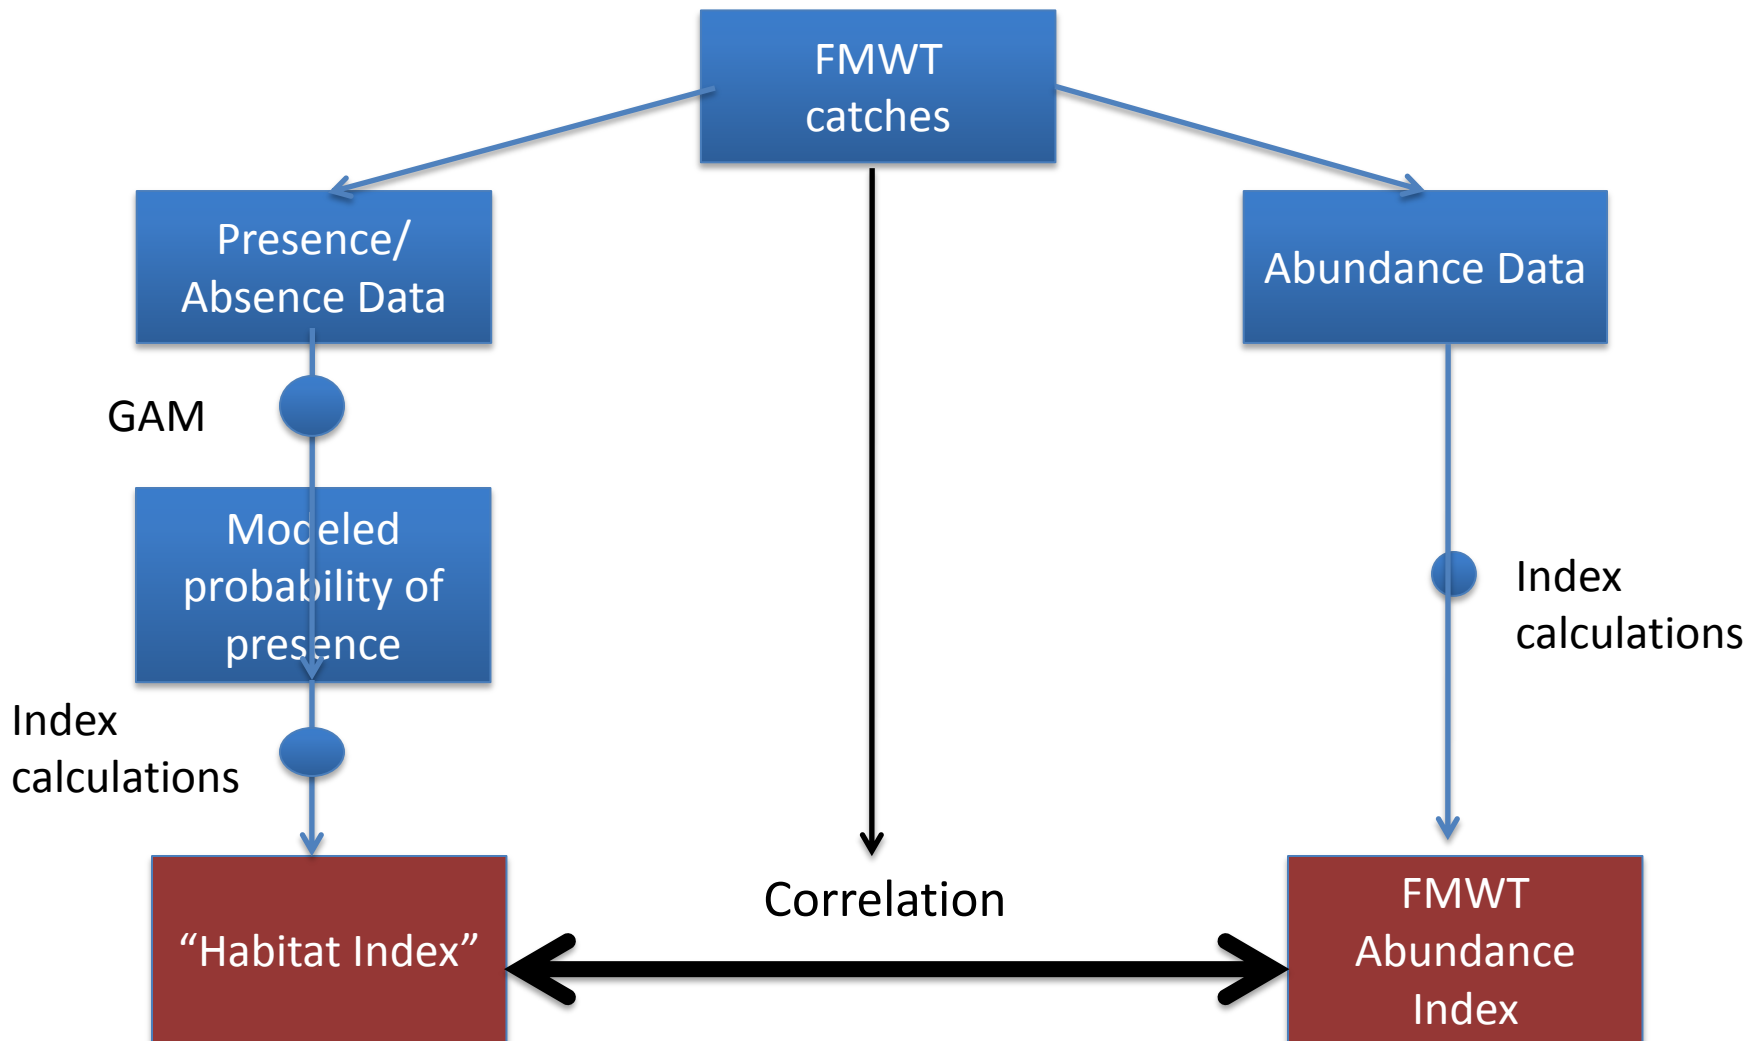 FMWT
catches
Presence/
Absence Data
Abundance Data
GAM
Modeled
probability of
presence
Index
calculations
Index
calculations
Correlation
“Habitat Index”
FMWT
Abundance
Index